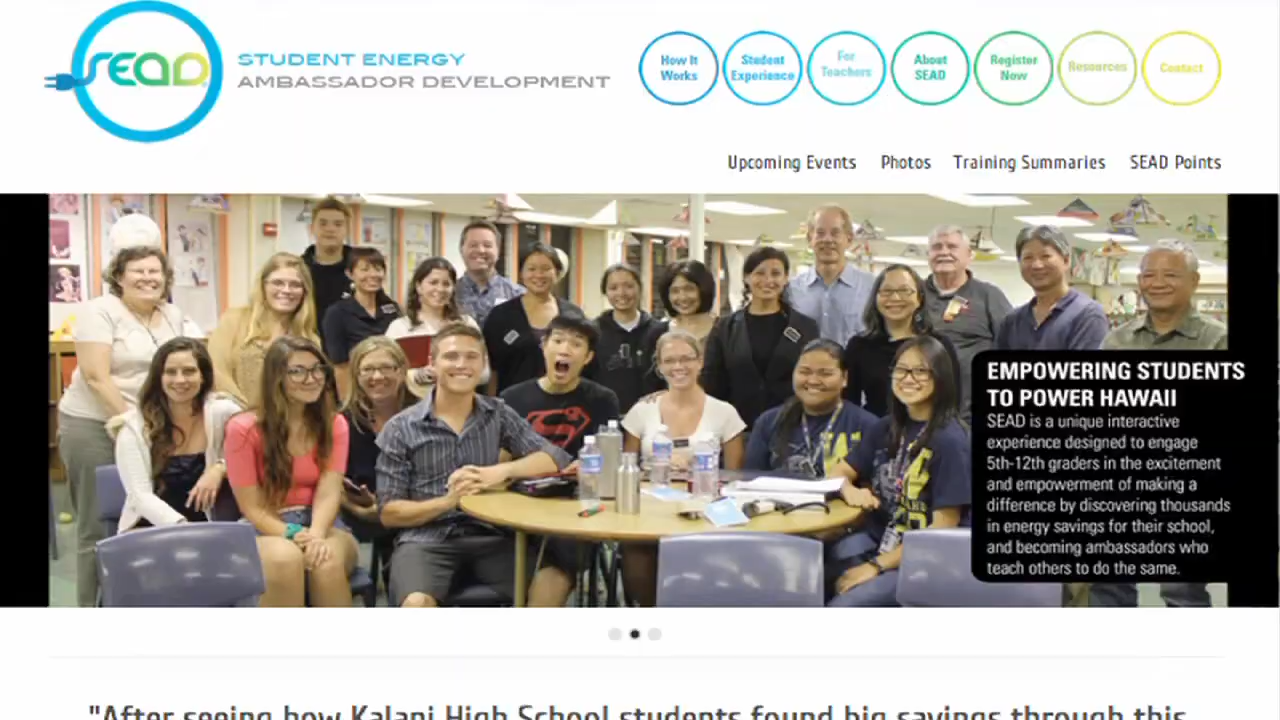 SEAD
STUDENT ENERGY
AMBASSADOR DEVELOPMENT
How It
Works
Student
Experience
For
Teachers
About
SEAD
Register
Now
Resources
Contact
Upcoming Events Photos Training Summaries SEAD Points
EMPOWERING STUDENTS
TO POWER HAWAII
SEAD is a unique interactive
experience designed to engage
5th-12th graders in the excitement
and empowerment of making a
difference by discovering thousands
in energy savings for their school,
and becoming ambassadors who
teach others to do the same.
"After seeing how Kalani High School students found big savings through this